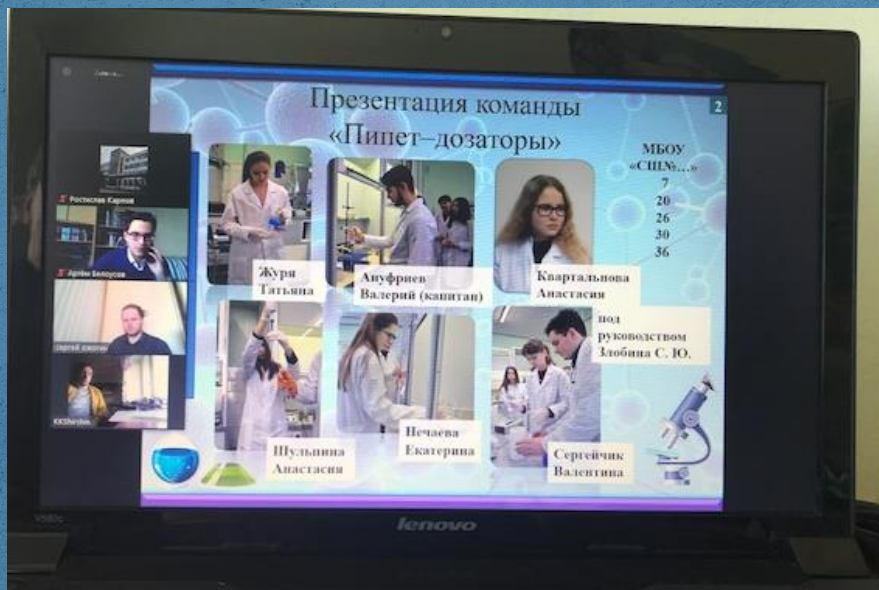 Презентация команды
«Пипет–дозаторы»
2
МБОУ
«СШ№…»
7
20
26
30
36
Ростислав Карпов
Артём Белоусов
KKShirshin
Журя
Татьяна
Ануфриев
Валерий (капитан)
Квартальнова
Анастасия
под
руководством
Злобина С. Ю.
Шульпина
Анастасия
Нечаева
Екатерина
Сергейчик
Валентина
lenovo